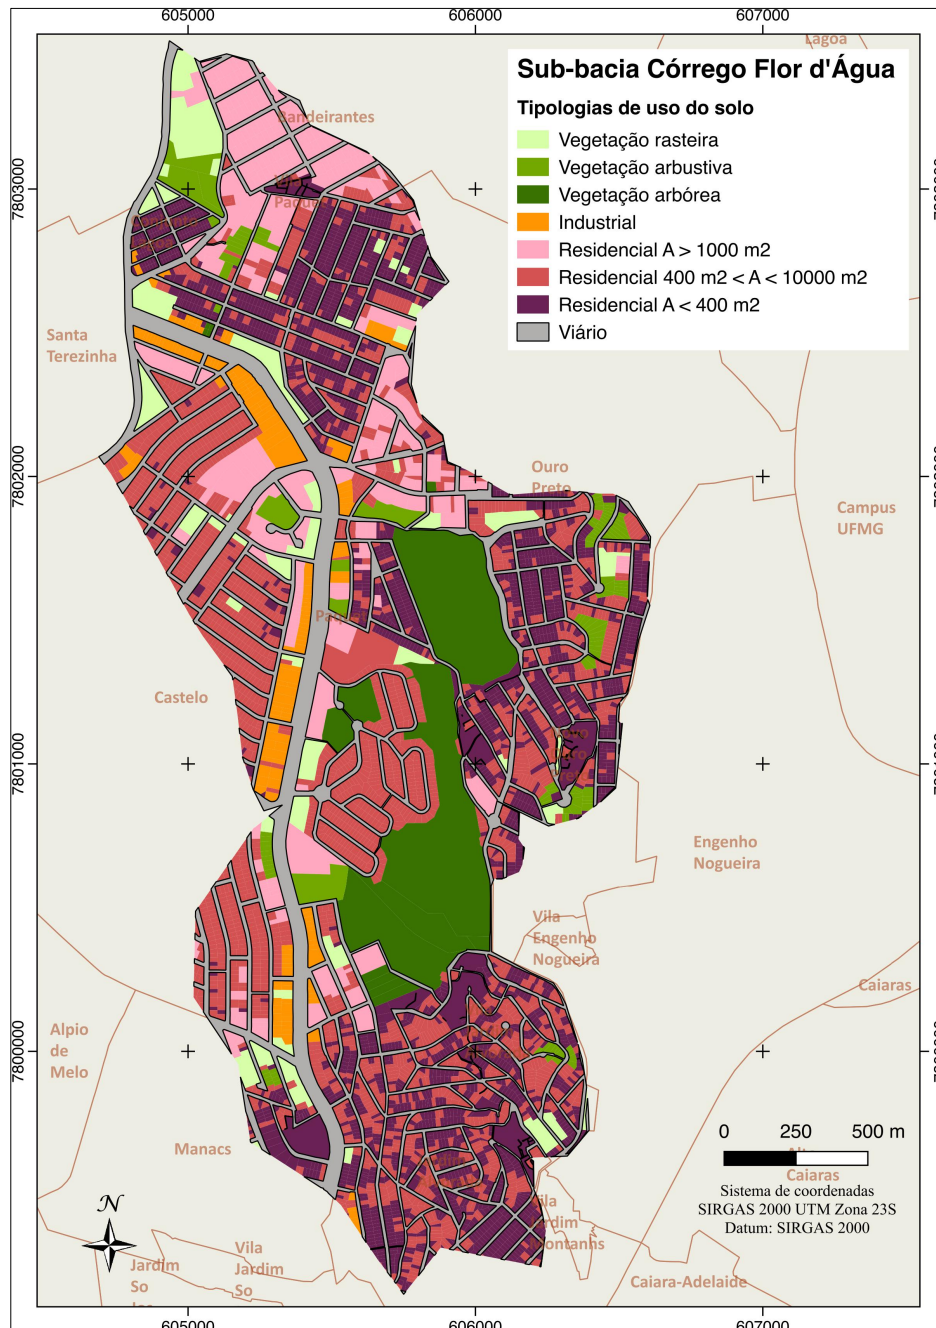 605000
606000
607000
Lagoa
Sub-bacia Córrego Flor d'Água
Tipologias de uso do solo
Vegetação rasteira
Vegetação arbustiva
Vegetação arbórea
Industrial
Residencial A > 1000 m2
Residencial 400 m2 < A < 10000 m2
Residencial A < 400 m2
Viário
Bandeirantes
7803000
Santa
Terezinha
7802000
Ouro
Preto
Campus
UFMG
Castelo
7801000
Engenho
Nogueira
Vila
Engenho
Nogueira
Caiaras
Alpio
de
Melo
7800000
Manacs
0 250 500 m
Caiaras
Sistema de coordenadas
SIRGAS 2000 UTM Zona 23S
Datum: SIRGAS 2000
N
Vila
Jardim
So
Jardim
So
Caiara-Adelaide
605000
606000
607000